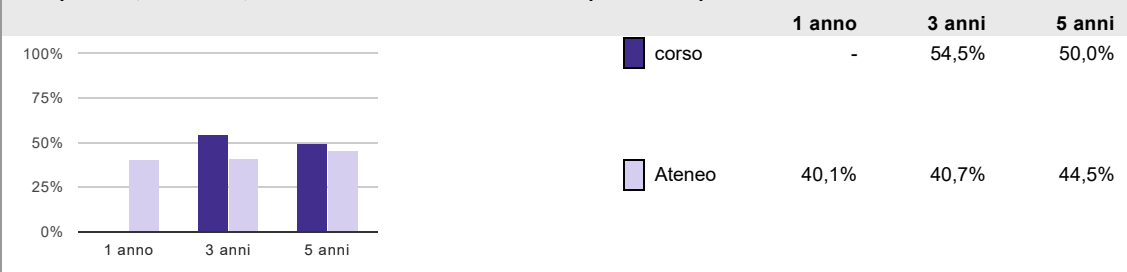 1 anno 3 anni 5 anni
100%
75%
50%
25%
0%
1 anno 3 anni 5 anni
corso - 54,5% 50,0%
Ateneo 40,1% 40,7% 44,5%